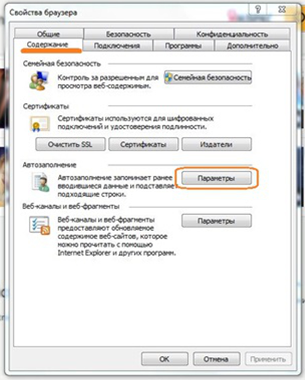 Свойства браузера
Общие Безопасность Конфиденциальность
Содержание Подключения Программы Дополнительно
Семейная безопасность
Контроль за разрешенным для
просмотра веб-содержимым.
Семейная безопасность
Сертификаты
Сертификаты используются для шифрованных
подключений и удостоверения подлинности.
Очистить SSL Сертификаты Издатели
Автозаполнение
Автозаполнение запоминает ранее
вводившиеся данные и подставляет
подходящие строки.
Параметры
Веб-каналы и веб-фрагменты
Веб-каналы и веб-фрагменты
предоставляют обновляемое
содержимое веб-сайтов, которое
можно прочитать с помощью
Internet Explorer и других программ.
Параметры
ОК Отмена Применить